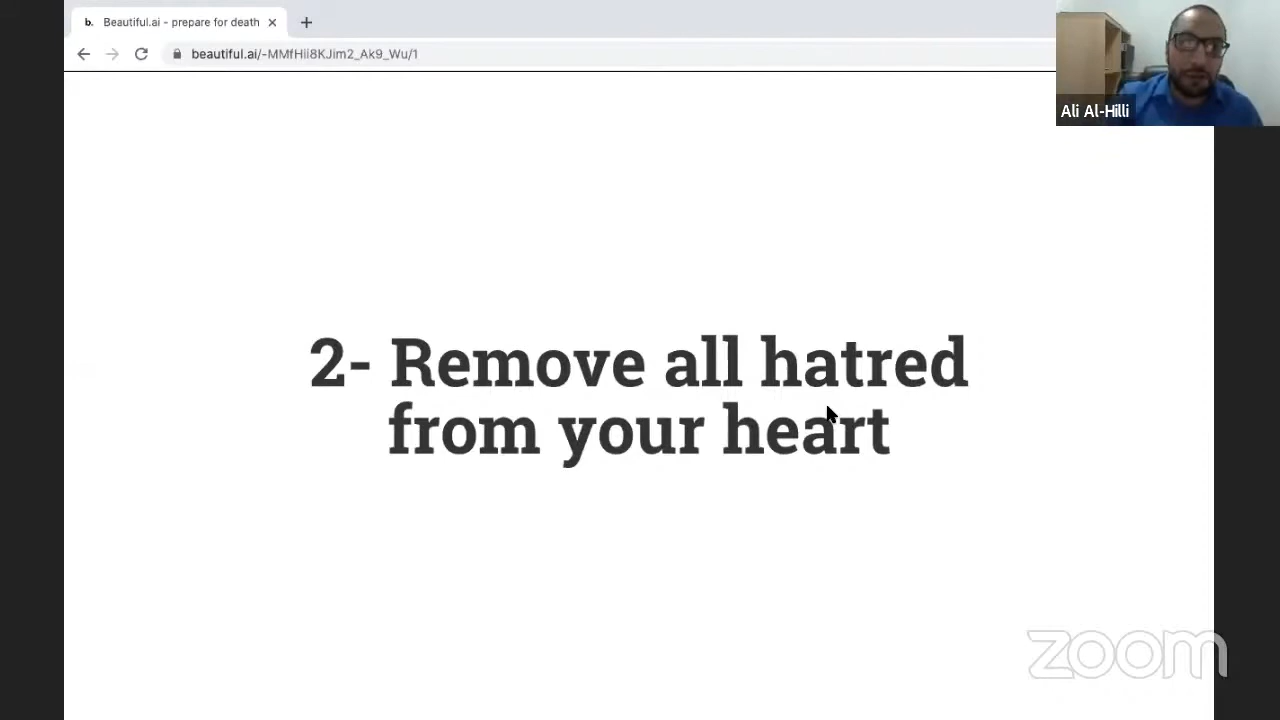 b. Beautiful.ai - prepare for death
beautiful.ai/-MMfHii8KJim2_Ak9_Wu/1
Ali Al-Hilli
2- Remove all hatred
from your heart
zoom